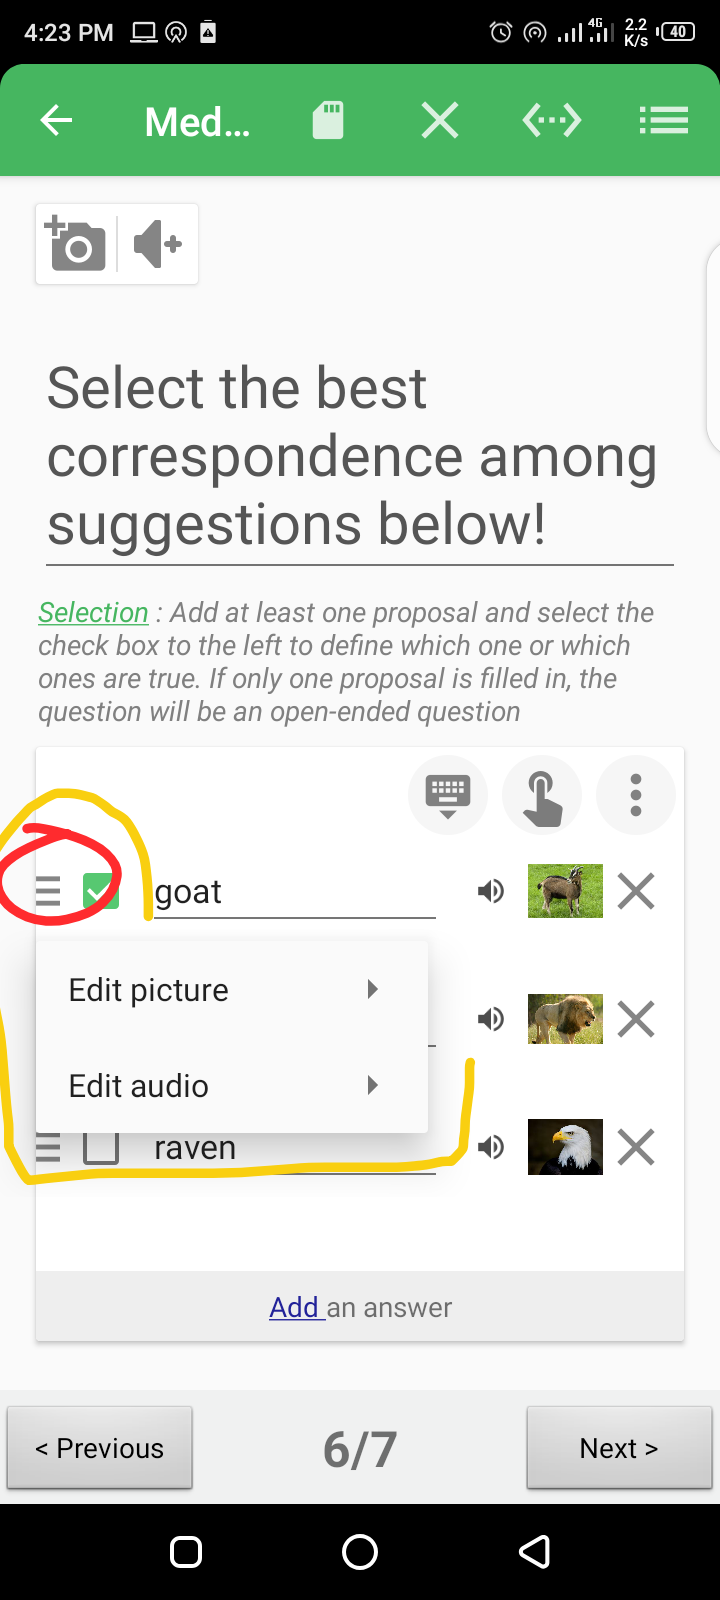 4:23 PM
4G
2.2
K/s
40
Med...
Select the best
correspondence among
suggestions below!
Selection : Add at least one proposal and select the
check box to the left to define which one or which
ones are true. If only one proposal is filled in, the
question will be an open-ended question
goat
Edit picture
Edit audio
raven
Add an answer
< Previous
6/7
Next >